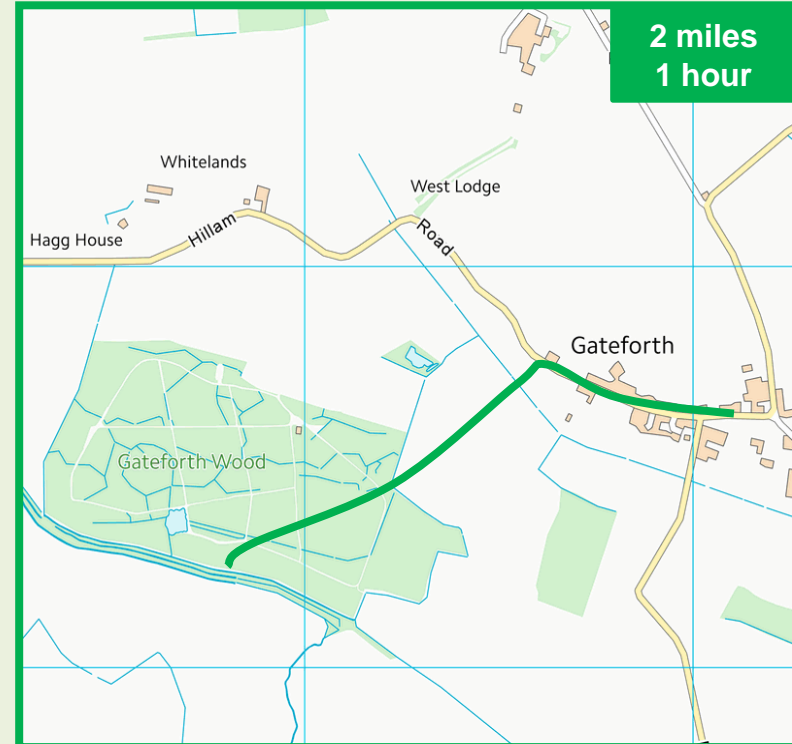 2 miles
1 hour
Whitelands
West Lodge
Hagg House
Hillam
Road
Gateforth
Gateforth Wood